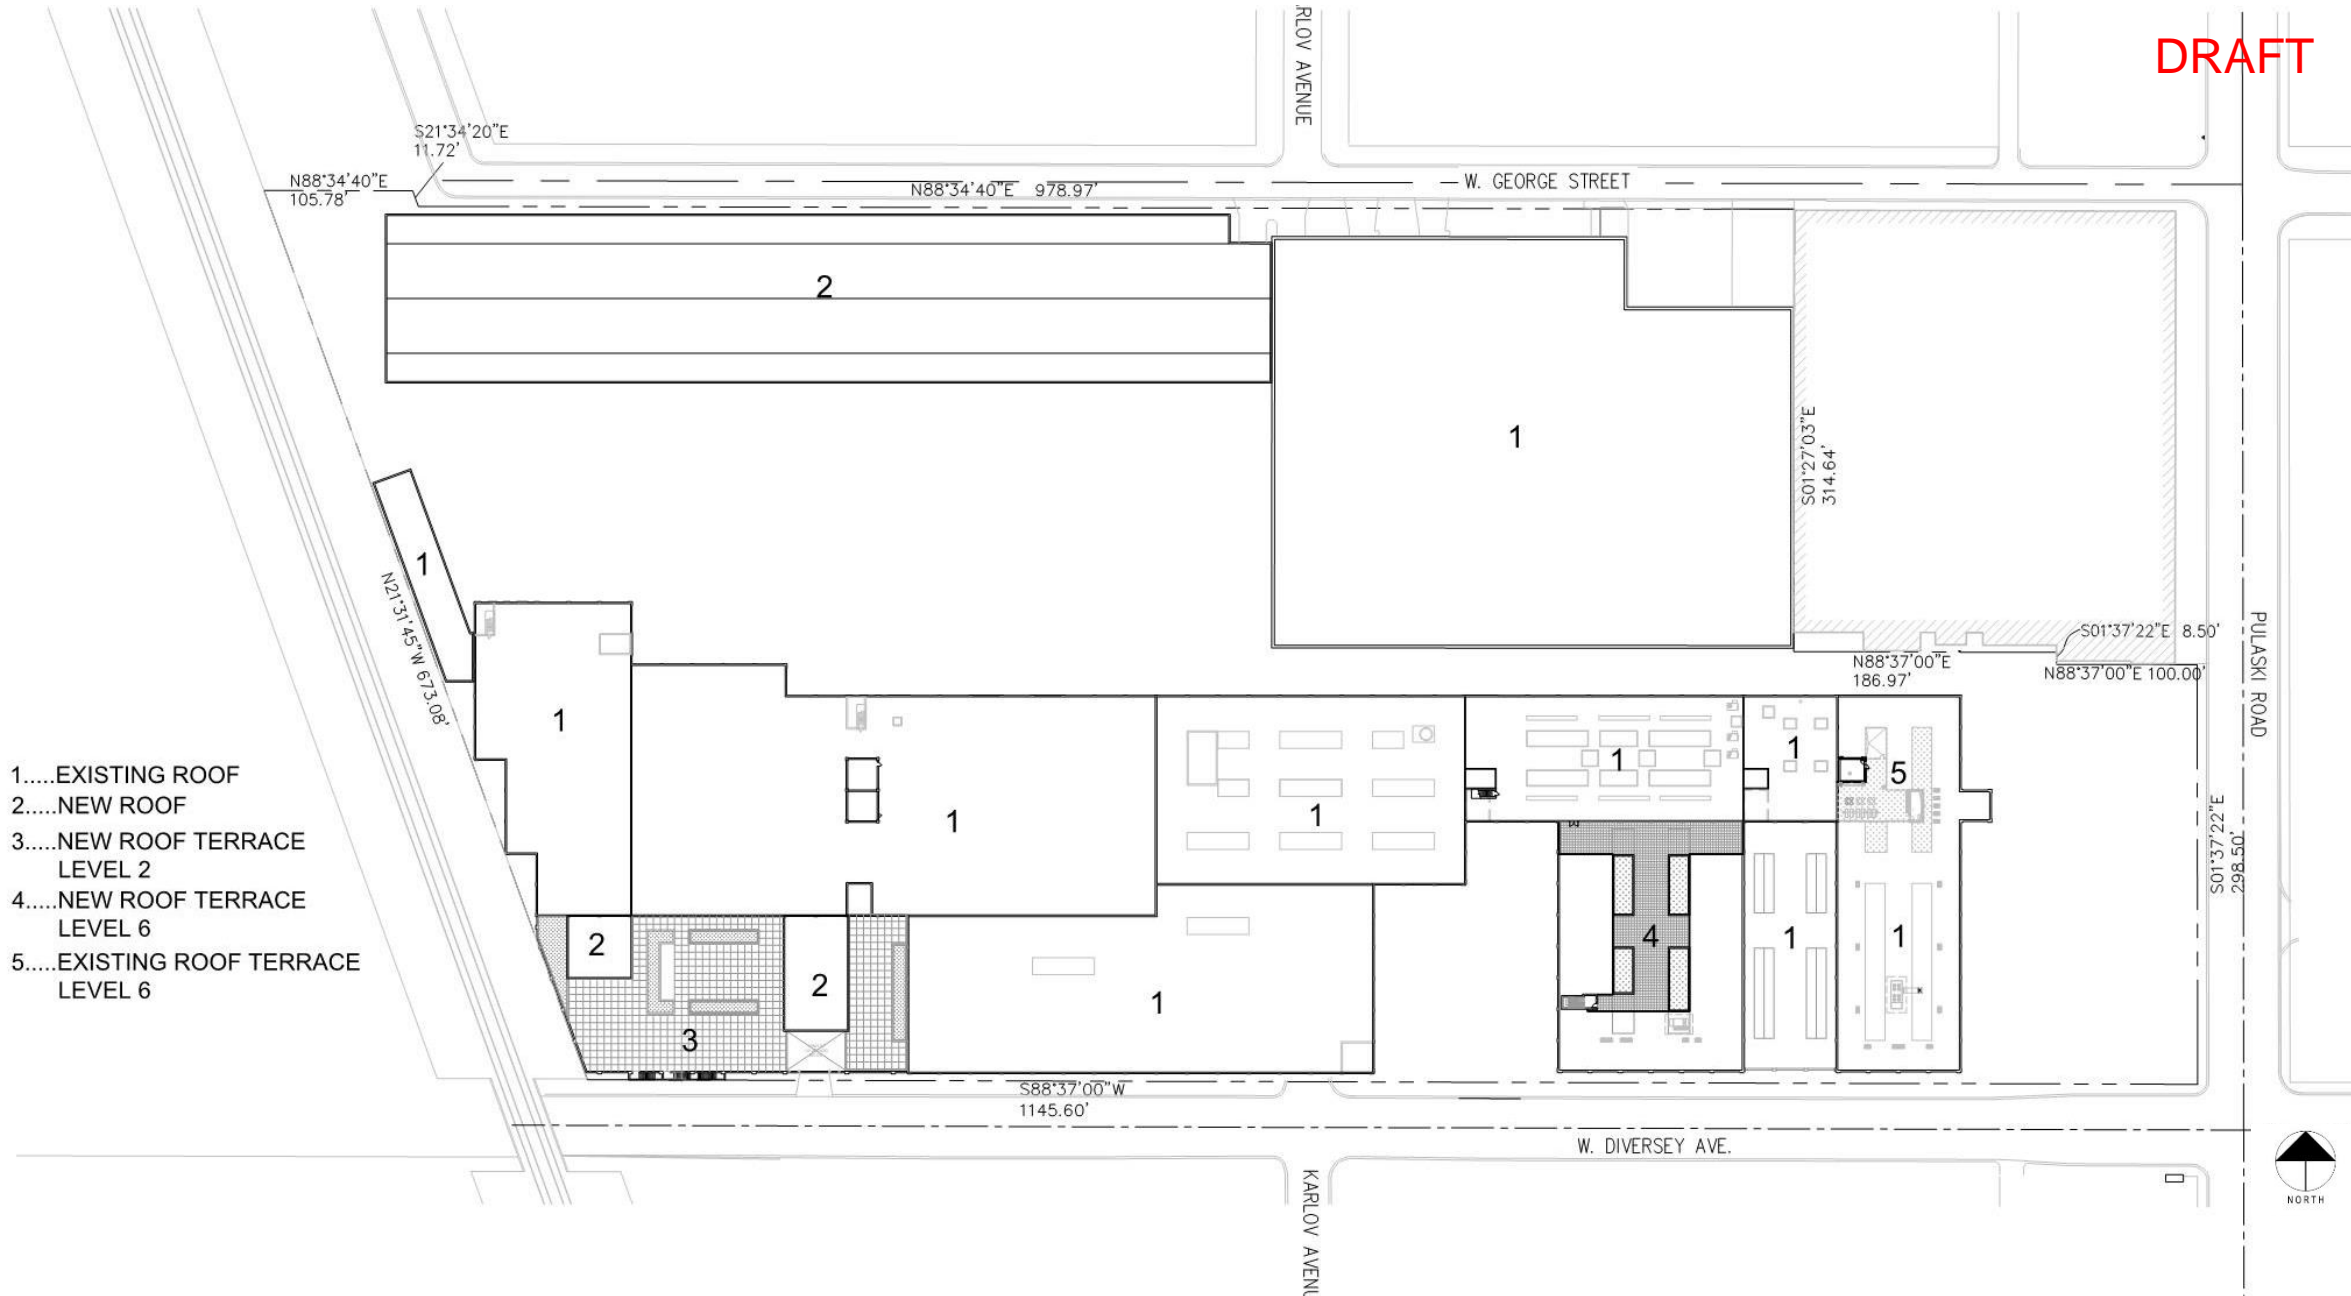 DRAFT
RLOV AVENUE
S21°34'20"E
11.72'
N88°34'40"E
105.78'
N88°34'40"E 978.97'
W. GEORGE STREET
2
1
S01°27'03"E
314.64'
1
N21°31'45"W 673.08'
S01°37'22"E 8.50'
N88°37'00"E
186.97'
N88°37'00"E 100.00'
PULASKI ROAD
1
1
1
1
1
5
S01°37'22"E
298.50'
1.....EXISTING ROOF
2.....NEW ROOF
3.....NEW ROOF TERRACE
LEVEL 2
4.....NEW ROOF TERRACE
LEVEL 6
5.....EXISTING ROOF TERRACE
LEVEL 6
2
2
3
1
4
1
1
S88°37'00"W
1145.60'
W. DIVERSEY AVE.
KARLOV AVENU
NORTH